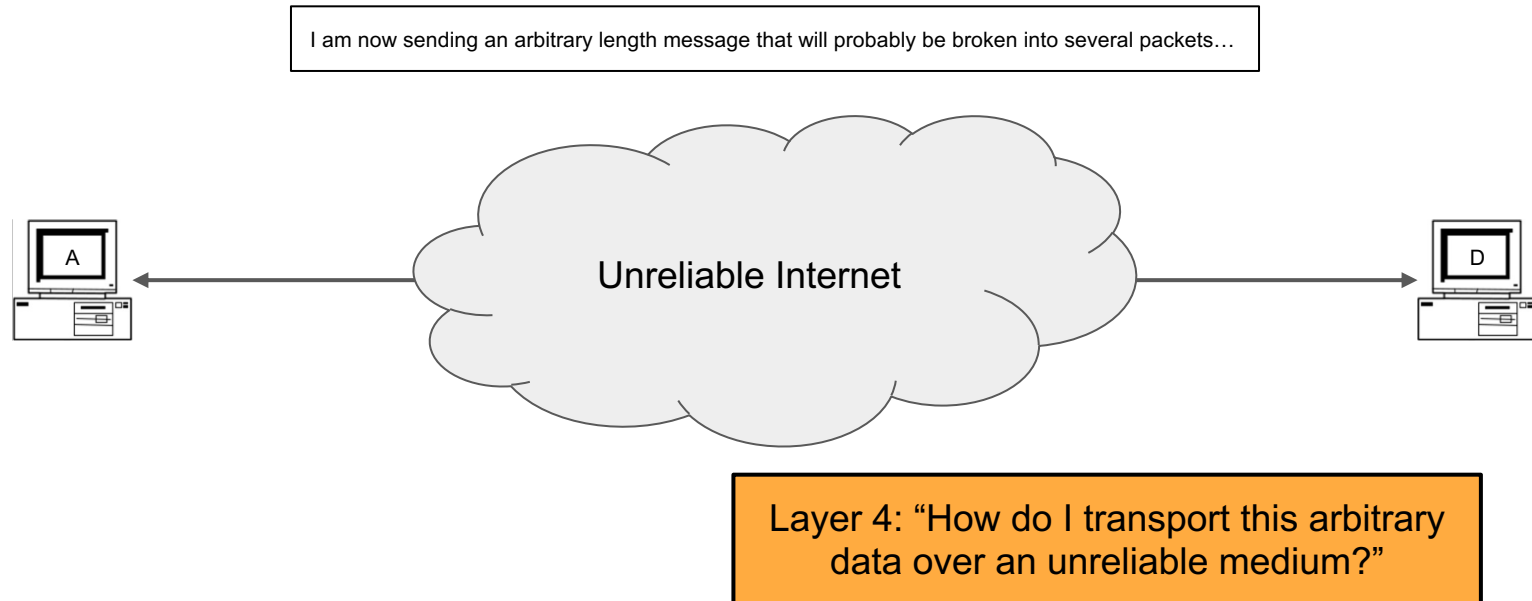 I am now sending an arbitrary length message that will probably be broken into several packets…
A
Unreliable Internet
D
Layer 4: “How do I transport this arbitrary
data over an unreliable medium?”